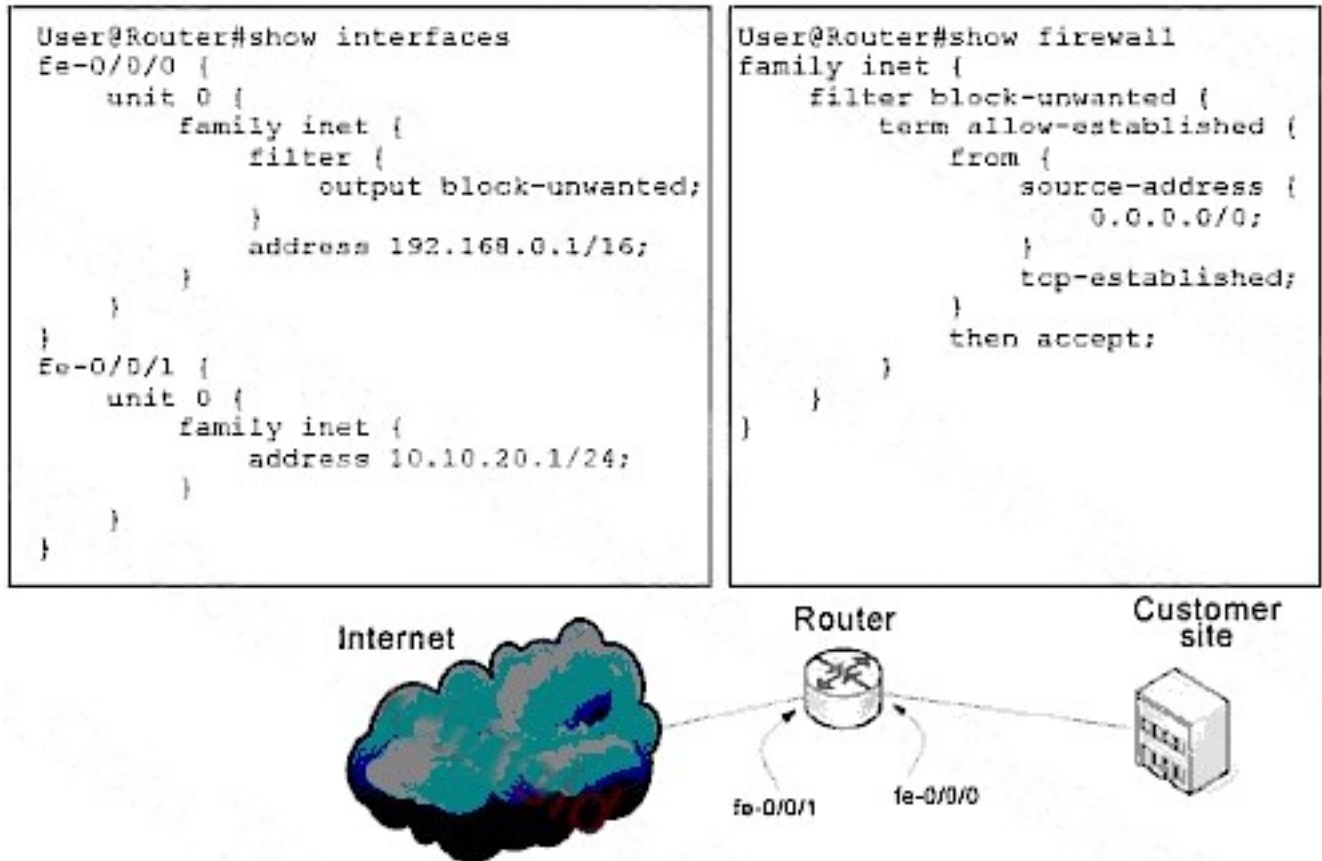 User@Router#show interfaces
fe-0/0/0 {
    unit 0 {
        family inet {
            filter {
                output block-unwanted;
            }
            address 192.168.0.1/16;
        }
    }
}
fe-0/0/1 {
    unit 0 {
        family inet {
            address 10.10.20.1/24;
        }
    }
}
User@Router#show firewall
family inet {
    filter block-unwanted {
        term allow-established {
            from {
                source-address {
                    0.0.0.0/0;
                }
                tcp-established;
            }
            then accept;
        }
    }
}
Internet
Router
Customer
site
fe-0/0/1
fe-0/0/0